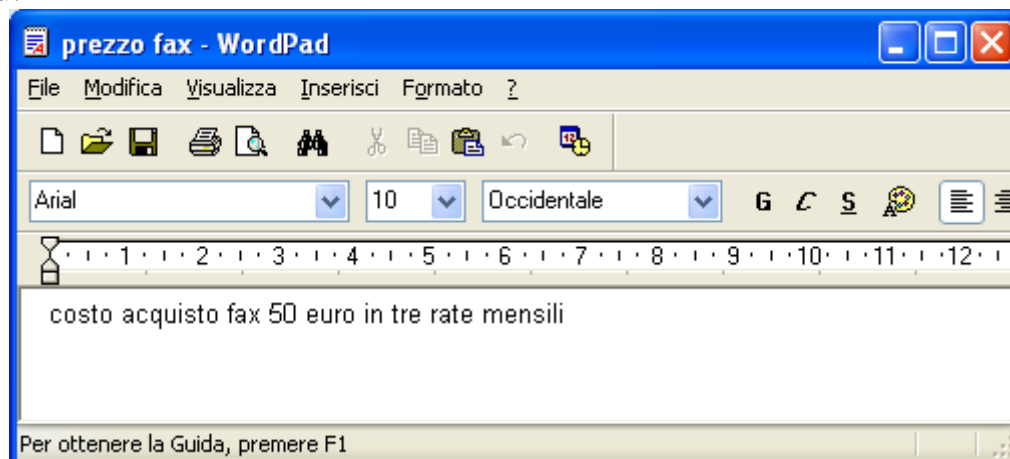 prezzo fax - WordPad
File Modifica Visualizza Inserisci Formato ?
Arial 10 Occidentale G C S
1 2 3 4 5 6 7 8 9 10 11 12
costo acquisto fax 50 euro in tre rate mensili
Per ottenere la Guida, premere F1